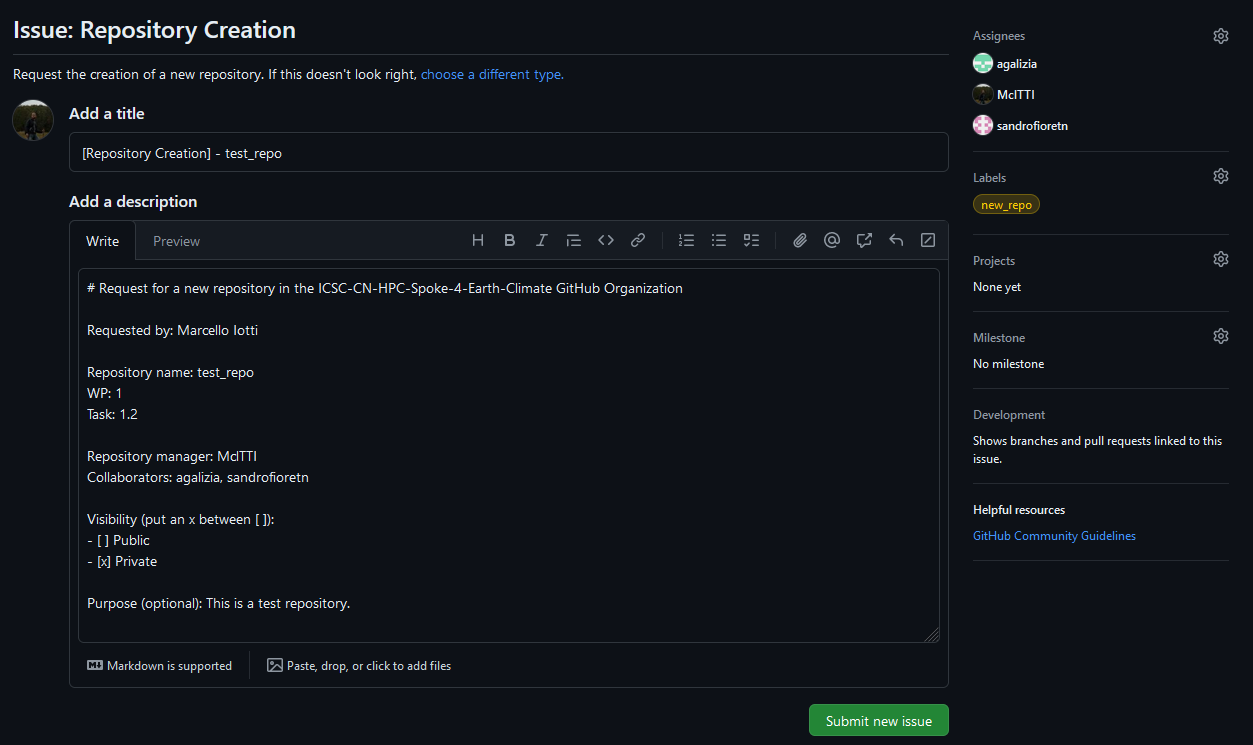 Issue: Repository Creation
Request the creation of a new repository. If this doesn't look right, choose a different type.
Add a title
[Repository Creation] - test_repo
Add a description
Write
Preview
# Request for a new repository in the ICSC-CN-HPC-Spoke-4-Earth-Climate GitHub Organization
Requested by: Marcello Iotti
Repository name: test_repo
WP: 1
Task: 1.2
Repository manager: McITTI
Collaborators: agalizia, sandrofioretn
Visibility (put an x between [ ]):
- [ ] Public
- [x] Private
Purpose (optional): This is a test repository.
Markdown is supported
Paste, drop, or click to add files
Submit new issue
Assignees
agalizia
McITTI
sandrofioretn
Labels
new_repo
Projects
None yet
Milestone
No milestone
Development
Shows branches and pull requests linked to this
issue.
Helpful resources
GitHub Community Guidelines